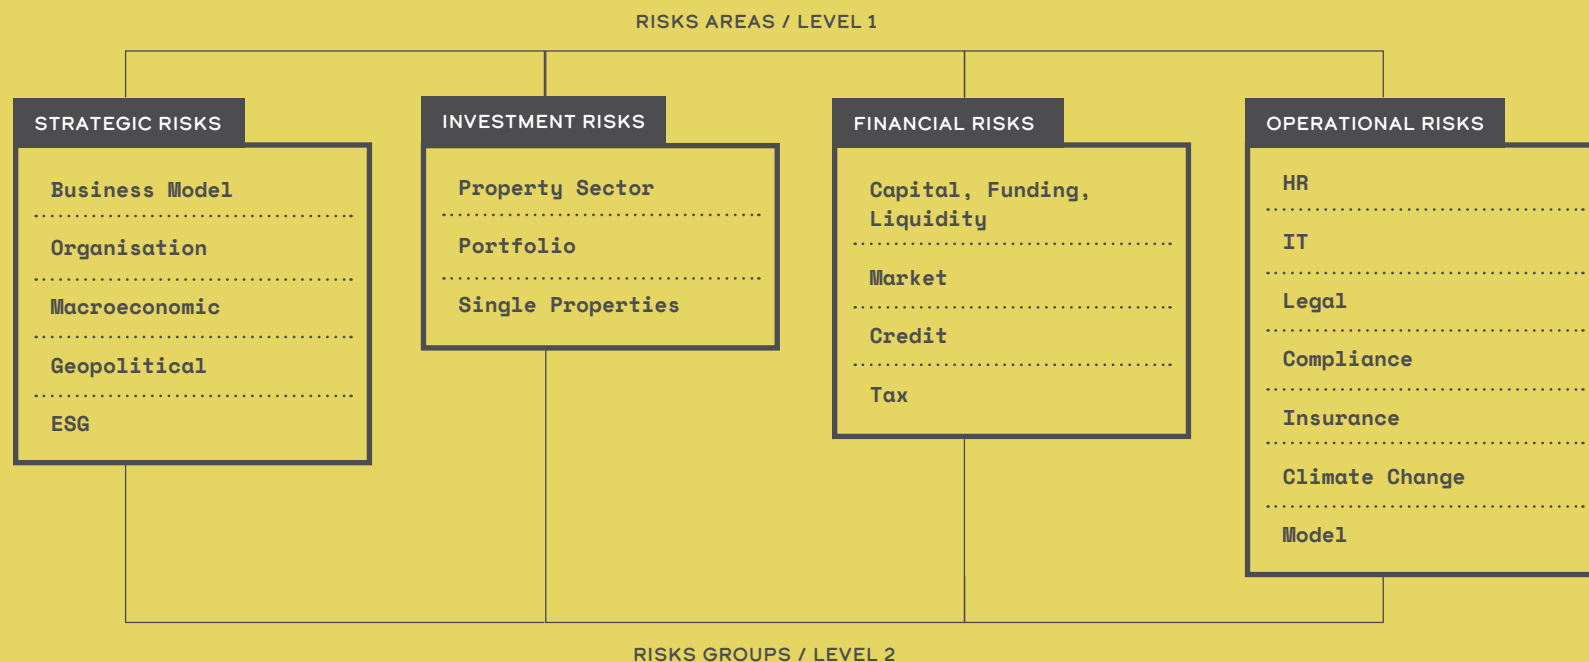 RISKS AREAS / LEVEL 1
STRATEGIC RISKS
Business Model
Organisation
Macroeconomic
Geopolitical
ESG
INVESTMENT RISKS
Property Sector
Portfolio
Single Properties
FINANCIAL RISKS
Capital, Funding,
Liquidity
Market
Credit
Tax
OPERATIONAL RISKS
HR
IT
Legal
Compliance
Insurance
Climate Change
Model
RISKS GROUPS / LEVEL 2